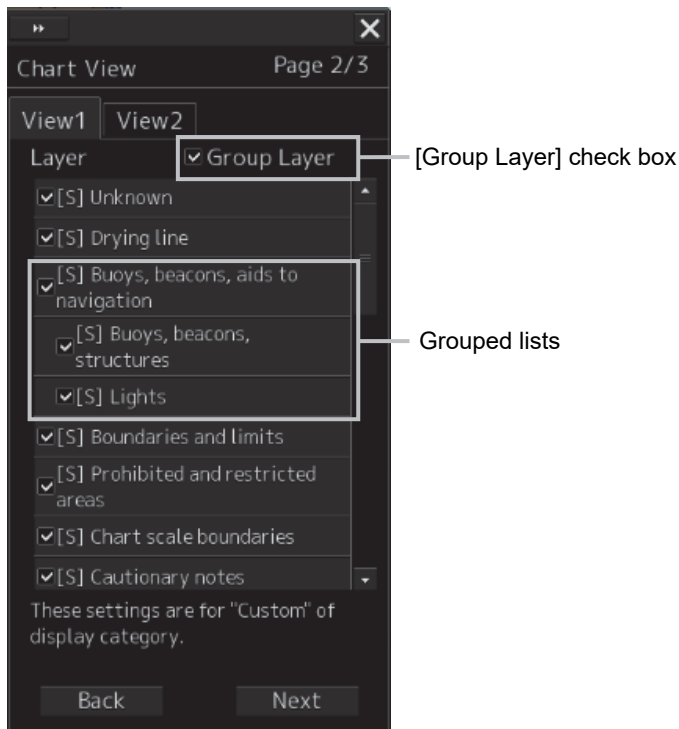 Chart View Page 2/3
View1 View2
Layer Group Layer
[S] Unknown
[S] Drying line
[S] Buoys, beacons, aids to
navigation
[S] Buoys, beacons,
structures
[S] Lights
[S] Boundaries and limits
[S] Prohibited and restricted
areas
[S] Chart scale boundaries
[S] Cautionary notes
These settings are for "Custom" of
display category.
Back Next
[Group Layer] check box
Grouped lists